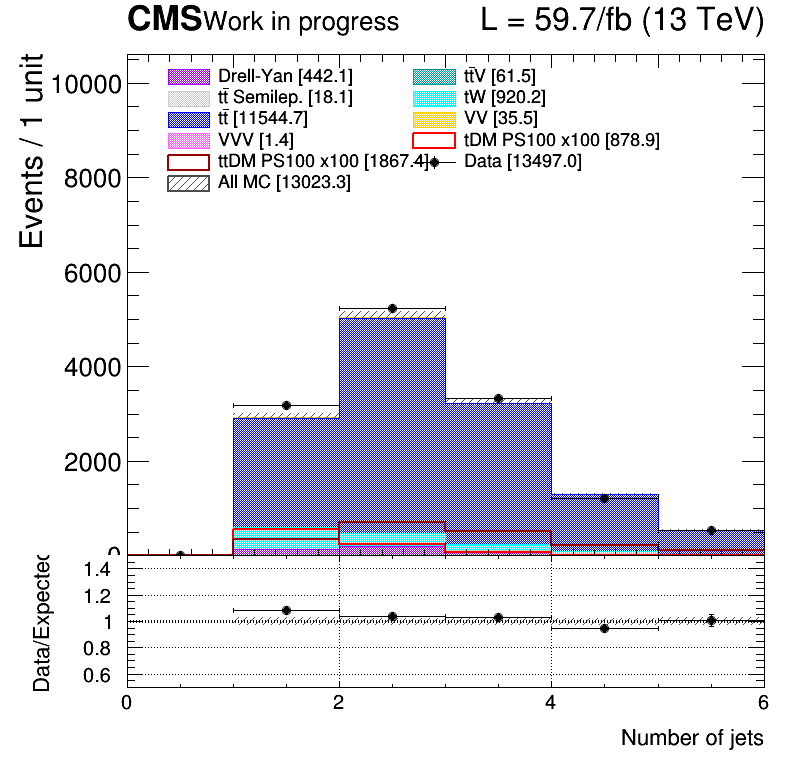 CMS Work in progress L = 59.7/fb (13 TeV)
Events / 1 unit
10000
8000
6000
4000
2000
0
Drell-Yan [442.1]
tt̄ Semilep. [18.1]
tt̄ [11544.7]
VVV [1.4]
ttDM PS100 x100 [1867.4]
All MC [13023.3]
tt̄V [61.5]
tW [920.2]
VV [35.5]
tDM PS100 x100 [878.9]
Data [13497.0]
Data/Expected
1.4
1.2
1
0.8
0.6
0 2 4 6
Number of jets